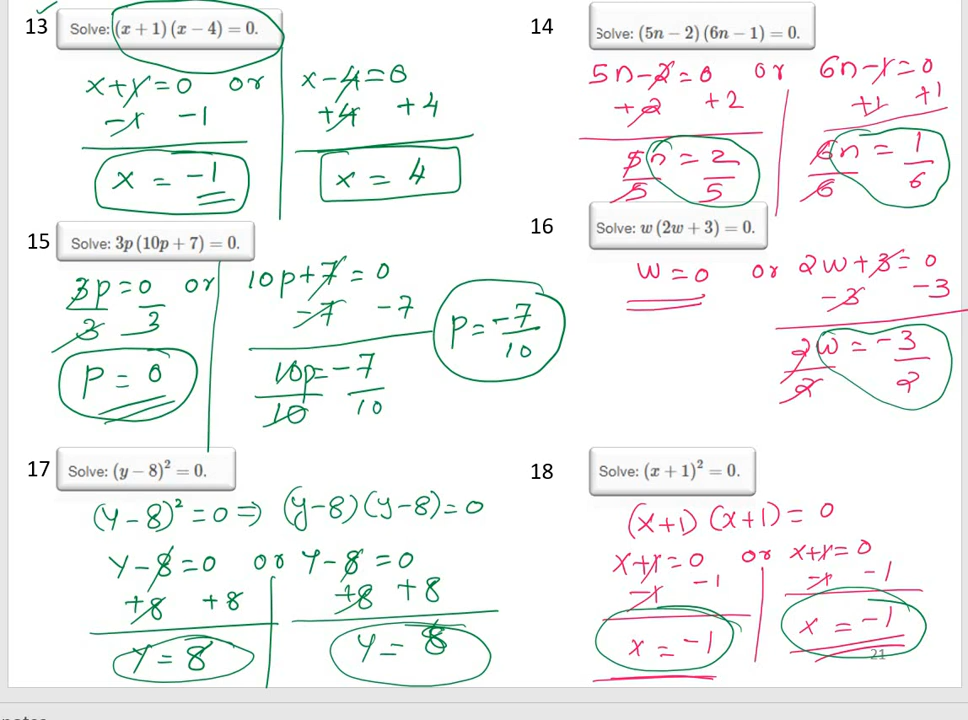 13 Solve: (x + 1) (x − 4) = 0.
x+1=0 or x-4=0
-1 -1 +4 +4
x = -1 x = 4
14 Solve: (5n − 2) (6n − 1) = 0.
5n-2=0 or 6n-1=0
+2 +2 +1 +1
5n = 2 6n = 1
5 5 6 6
15 Solve: 3p (10p + 7) = 0.
3p=0 or 10p+7=0
3 3 -7 -7
p = 0 10p=-7
10 10
p=-7
10
16 Solve: w (2w + 3) = 0.
w=0 or 2w+3=0
-3 -3
2w = -3
2 2
17 Solve: (y − 8)² = 0.
(y-8)²=0⇒ (y-8)(y-8)=0
y-8=0 or y-8=0
+8 +8 +8 +8
y=8 y=8
18 Solve: (x + 1)² = 0.
(x+1) (x+1)=0
x+1=0 or x+1=0
-1 -1 -1 -1
x = -1 x = -1
21